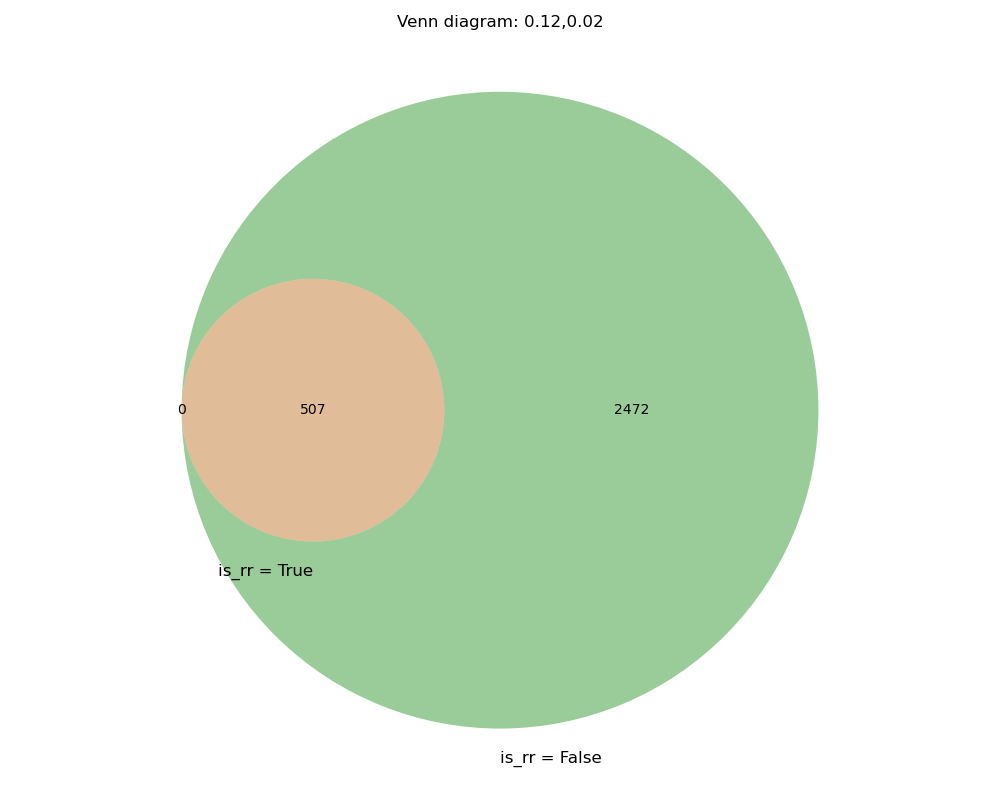 Venn diagram: 0.12,0.02
0
507
2472
is_rr = True
is_rr = False